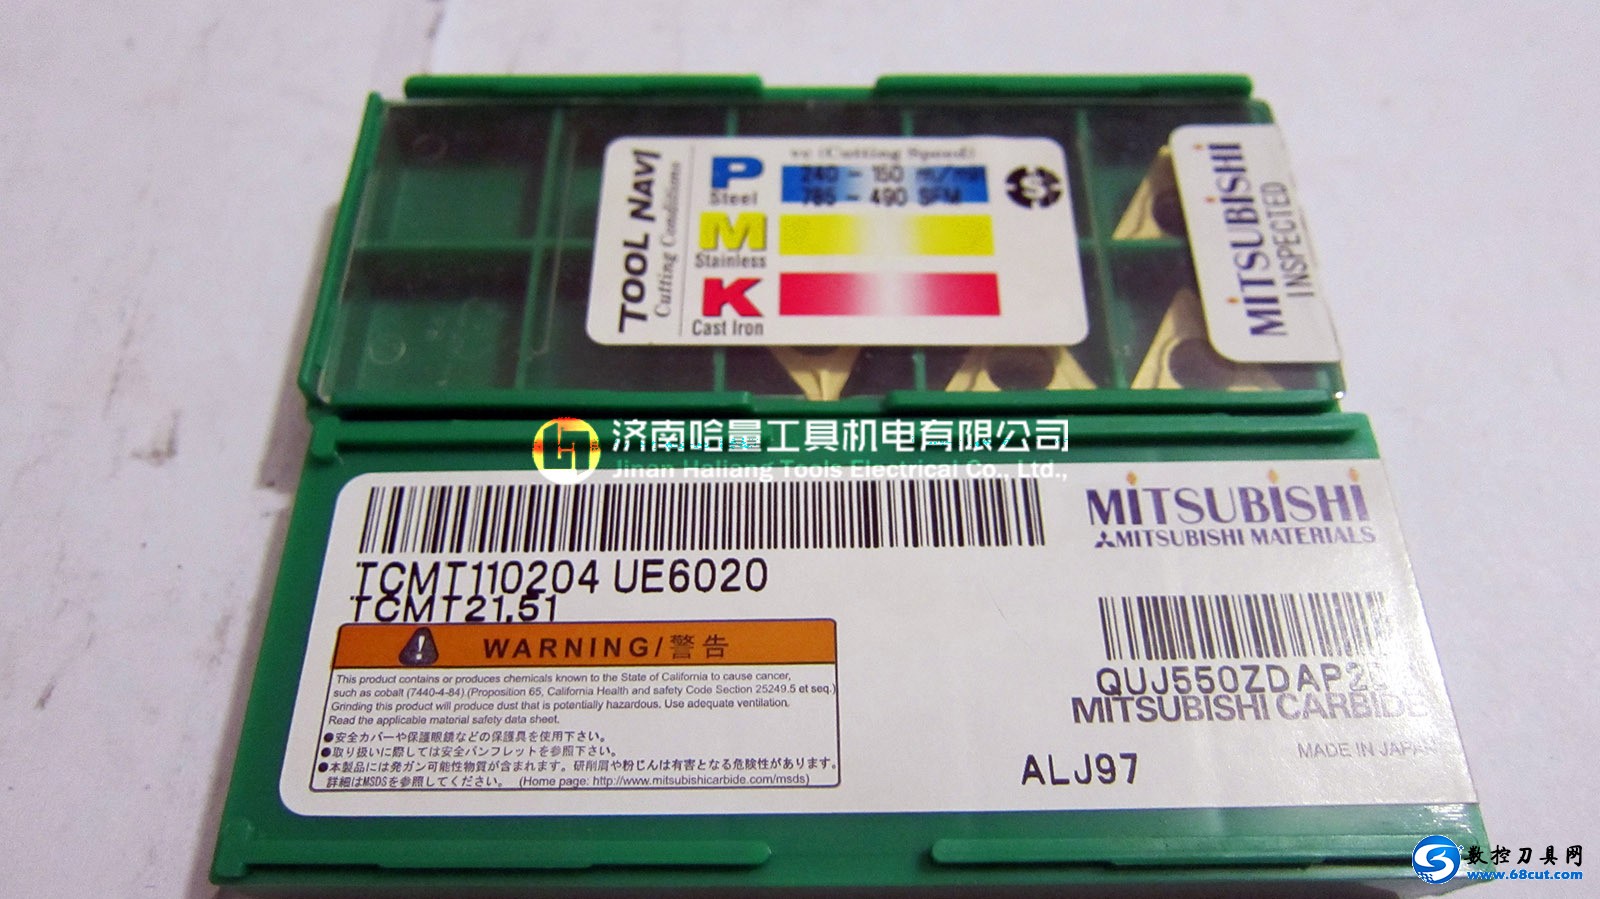 TOOL NAVI
Cutting Conditions
vc (Cutting Speed)
P
Steel
240 - 150 m/min
785 - 490 SFM
M
Stainless
K
Cast Iron
S
MITSUBISHI
INSPECTED
济南哈量工具机电有限公司
Jinan Haliang Tools Electrical Co., Ltd.,
TCMT110204 UE6020
TCMT21.51
WARNING/警告
This product contains or produces chemicals known to the State of California to cause cancer,
such as cobalt (7440-4-84).(Proposition 65, California Health and safety Code Section 25249.5 et seq.)
Grinding this product will produce dust that is potentially hazardous. Use adequate ventilation.
Read the applicable material safety data sheet.
●安全カバーや保護眼鏡などの保護具を使用下さい。
●取り扱いに際しては安全パンフレットを参照下さい。
●本製品には発ガン可能性物質が含まれます。研削屑や粉じんは有害となる危険性があります。
詳細はMSDSを参照してください。 (Home page: http://www.mitsubishicarbide.com/msds)
MITSUBISHI
MITSUBISHI MATERIALS
MITSUBISHI CARBIDE
MADE IN JAPAN
ALJ97
数控刀具网
www.68cut.com